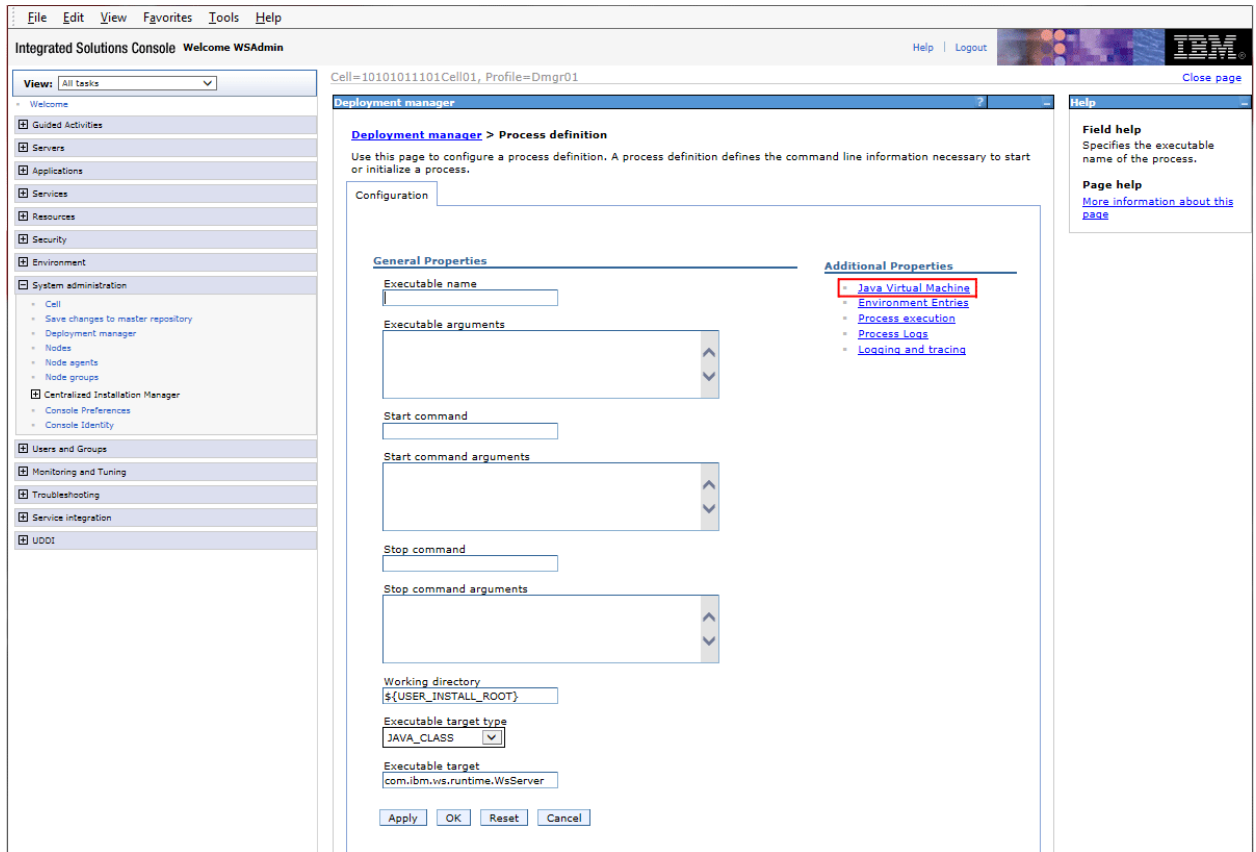 File Edit View Favorites Tools Help
Integrated Solutions Console Welcome WSAdmin
Help | Logout
IBM®
View: All tasks
Welcome
Guided Activities
Servers
Applications
Services
Resources
Security
Environment
System administration
Cell
Save changes to master repository
Deployment manager
Nodes
Node agents
Node groups
Centralized Installation Manager
Console Preferences
Console Identity
Users and Groups
Monitoring and Tuning
Troubleshooting
Service integration
UDDI
Cell=10101011101Cell01, Profile=Dmgr01
Close page
Deployment manager
?
Deployment manager > Process definition
Use this page to configure a process definition. A process definition defines the command line information necessary to start
or initialize a process.
Configuration
General Properties
Executable name
Executable arguments
Start command
Start command arguments
Stop command
Stop command arguments
Working directory
${USER_INSTALL_ROOT}
Executable target type
JAVA_CLASS
Executable target
com.ibm.ws.runtime.WsServer
Apply OK Reset Cancel
Additional Properties
Java Virtual Machine
Environment Entries
Process execution
Process Logs
Logging and tracing
Help
Field help
Specifies the executable
name of the process.
Page help
More information about this
page